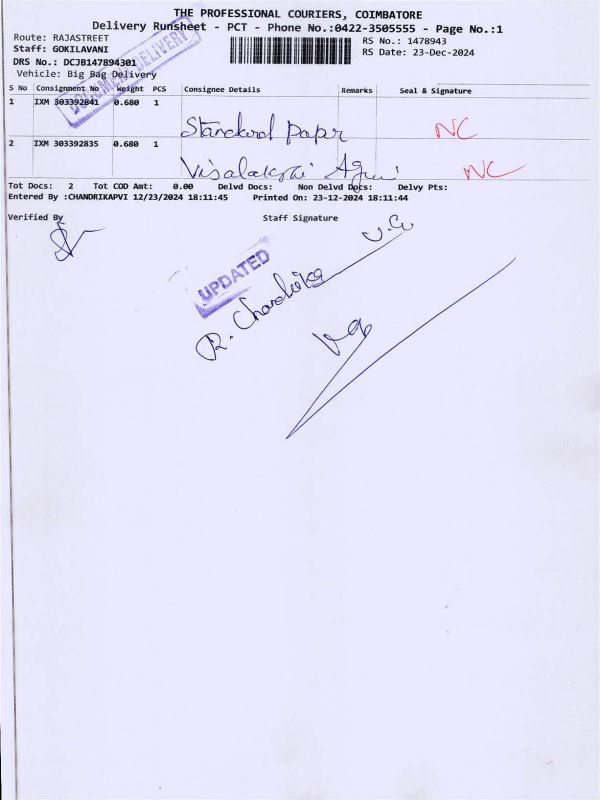 THE PROFESSIONAL COURIERS, COIMBATORE
Delivery Runsheet - PCT - Phone No.:0422-3505555 - Page No.:1
Route: RAJASTREET
RS No.: 1478943
Staff: GOKILAVANI
RS Date: 23-Dec-2024
DRS No.: DCJB147894301
Vehicle: Big Bag Delivery
DOCUMENT DELIVERY
S No Consignment No Weight PCS Consignee Details Remarks Seal & Signature
1 IXM 303392841 0.680 1
Standard paper NC
2 IXM 303392835 0.680 1
Visalakshi NC
Tot Docs: 2 Tot COD Amt: 0.00 Delvd Docs: Non Delvd Docs: Delvy Pts:
Entered By :CHANDRIKAPVI 12/23/2024 18:11:45 Printed On: 23-12-2024 18:11:44
Verified By Staff Signature
UPDATED
R. Chandrika